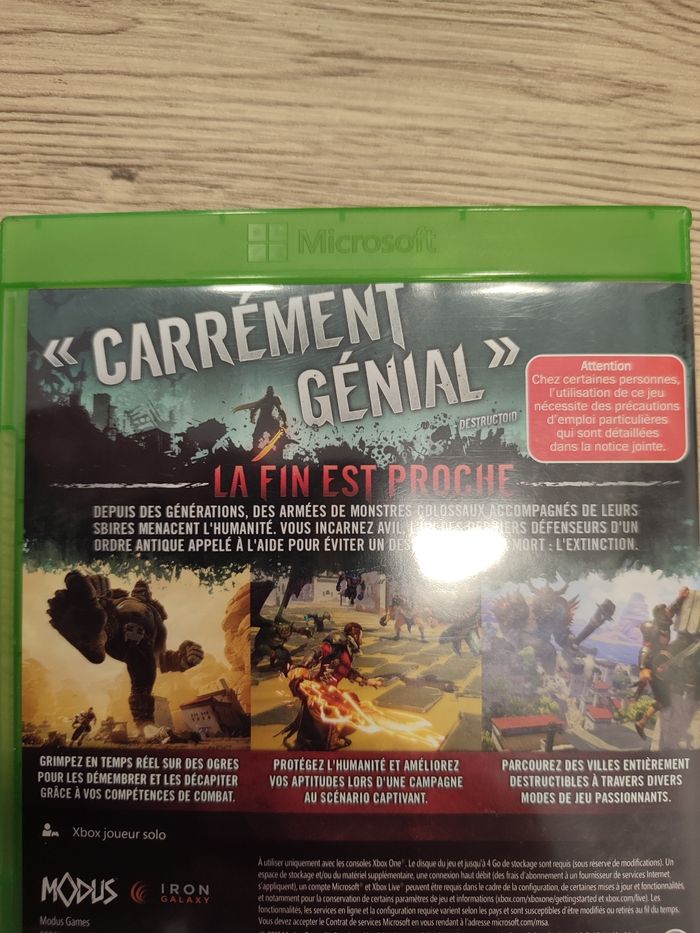 Microsoft
« CARRÉMENT
GÉNIAL »
DESTRUCTOID
Attention
Chez certaines personnes,
l'utilisation de ce jeu
nécessite des précautions
d'emploi particulières
qui sont détaillées
dans la notice jointe.
LA FIN EST PROCHE
DEPUIS DES GÉNÉRATIONS, DES ARMÉES DE MONSTRES COLOSSAUX ACCOMPAGNÉS DE LEURS
SBIRES MENACENT L'HUMANITÉ. VOUS INCARNEZ AVIL, DERNIERS DÉFENSEURS D'UN
ORDRE ANTIQUE APPELÉ À L'AIDE POUR ÉVITER UN MORT : L'EXTINCTION.
GRIMPEZ EN TEMPS RÉEL SUR DES OGRES
POUR LES DÉMEMBRER ET LES DÉCAPITER
GRÂCE À VOS COMPÉTENCES DE COMBAT.
PROTÉGEZ L'HUMANITÉ ET AMÉLIOREZ
VOS APTITUDES LORS D'UNE CAMPAGNE
AU SCÉNARIO CAPTIVANT.
PARCOUREZ DES VILLES ENTIÈREMENT
DESTRUCTIBLES À TRAVERS DIVERS
MODES DE JEU PASSIONNANTS.
Xbox joueur solo
MODUS
IRON
GALAXY
Modus Games
À utiliser uniquement avec les consoles Xbox One®. Le disque du jeu et jusqu'à 4 Go de stockage sont requis (sous réserve de modifications). Un
espace de stockage et/ou du matériel supplémentaire, une connexion haut débit (des frais d'abonnement à un fournisseur de services Internet
s'appliquent), un compte Microsoft® et Xbox Live® peuvent être requis dans le cadre de la configuration, de certaines mises à jour et fonctionnalités,
et notamment pour la conservation de certains paramètres de jeu et informations (xbox.com/xboxone/gettingstarted et xbox.com/live). Les
fonctionnalités, les services en ligne et la configuration requise varient selon les pays et sont susceptibles d'être modifiés ou retirés au fil du temps.
Vous devez accepter le Contrat de services Microsoft en vous rendant à l'adresse microsoft.com/msa.